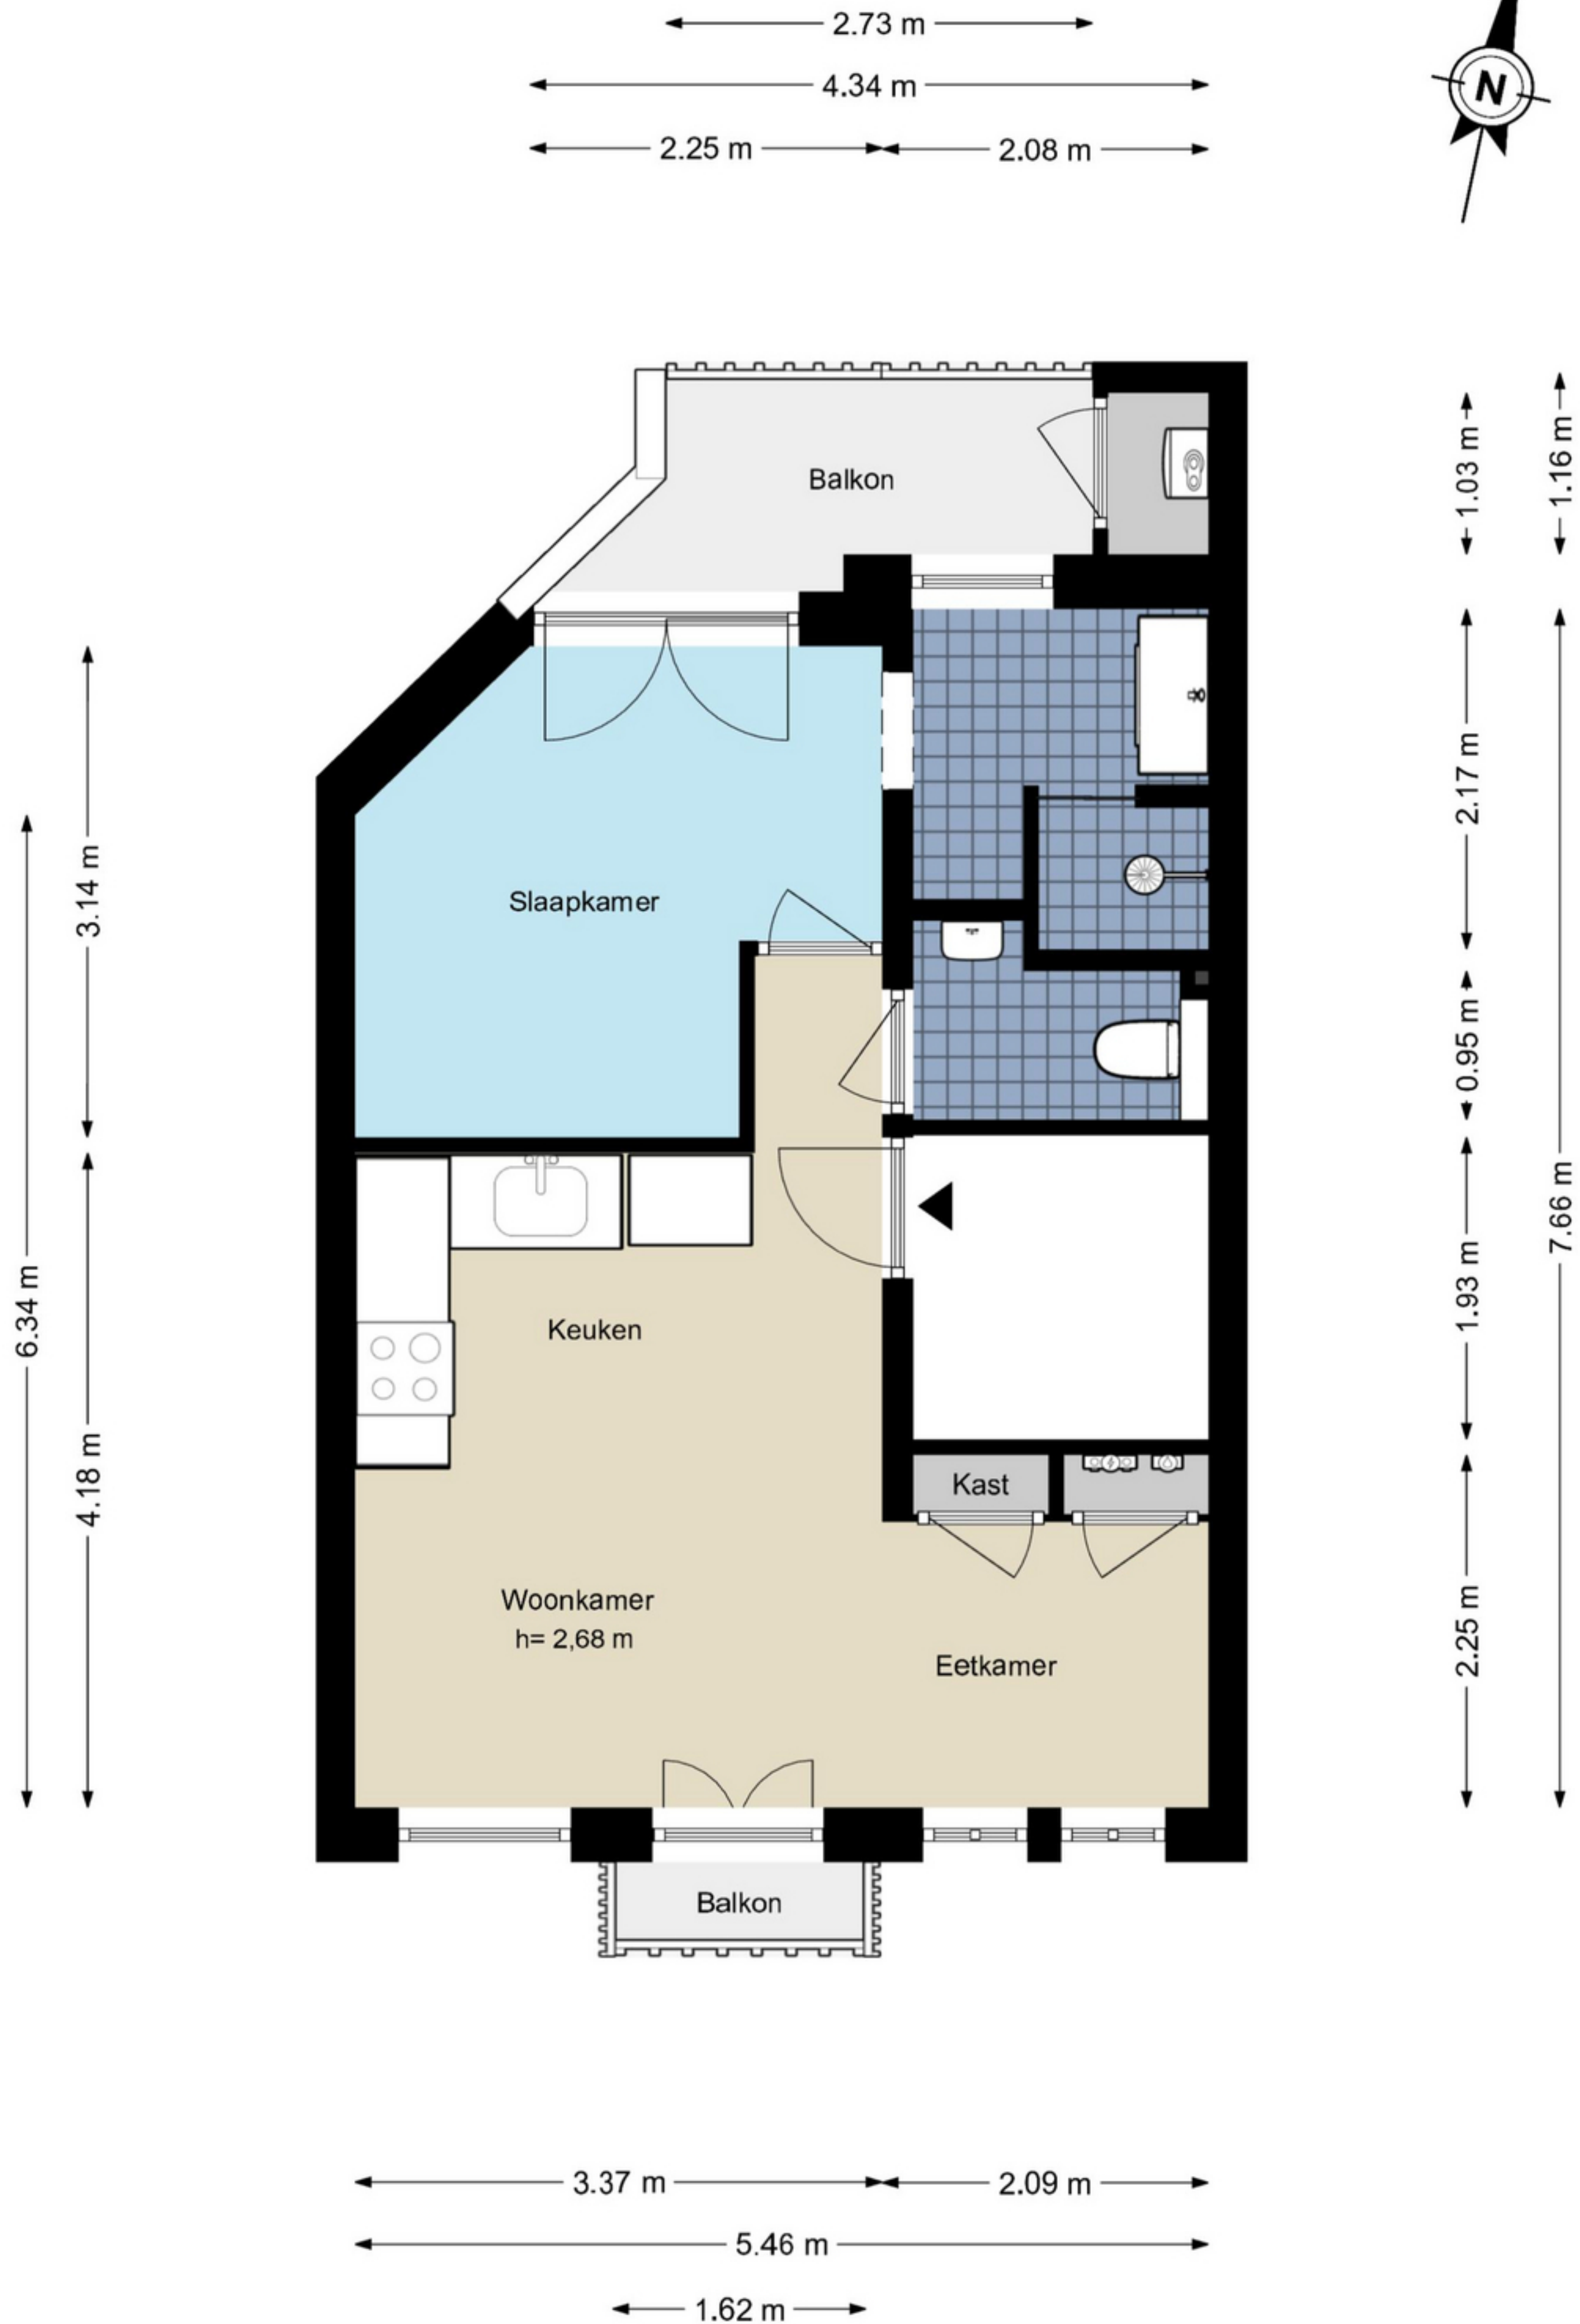 2.73 m
4.34 m
2.25 m
2.08 m
N
Balkon
1.03 m
1.16 m
2.17 m
3.14 m
Slaapkamer
0.95 m
7.66 m
6.34 m
1.93 m
Keuken
4.18 m
Kast
Woonkamer
h= 2,68 m
2.25 m
Eetkamer
Balkon
3.37 m
2.09 m
5.46 m
1.62 m